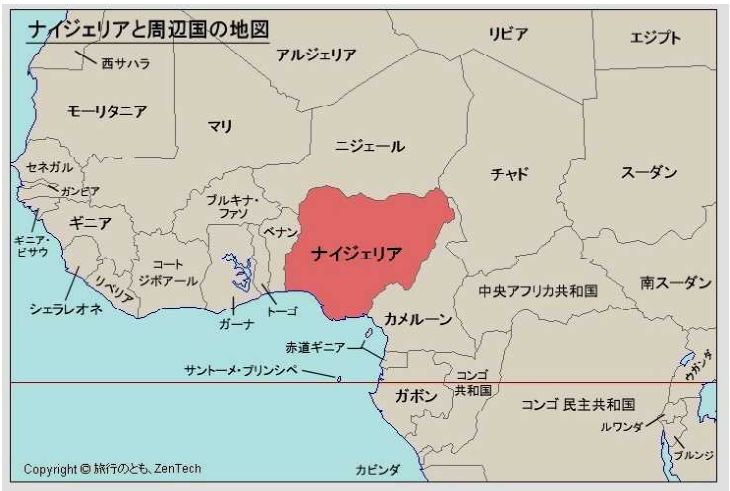 ナイジェリアと周辺国の地図
リビア
エジプト
アルジェリア
西サハラ
モーリタニア
マリ
ニジェール
チャド
スーダン
セネガル
ガンビア
ブルキナ・
ファソ
ベナン
ギニア
ギニア・
ビサウ
ナイジェリア
コート
ジボアール
リベリア
シェラレオネ
ガーナ
トーゴ
カメルーン
中央アフリカ共和国
南スーダン
赤道ギニア
サントーメ・プリンシペ
ガボン
コンゴ
共和国
コンゴ 民主共和国
ウガンダ
ルワンダ
ブルンジ
カビンダ
Copyright © 旅行のとも、ZenTech